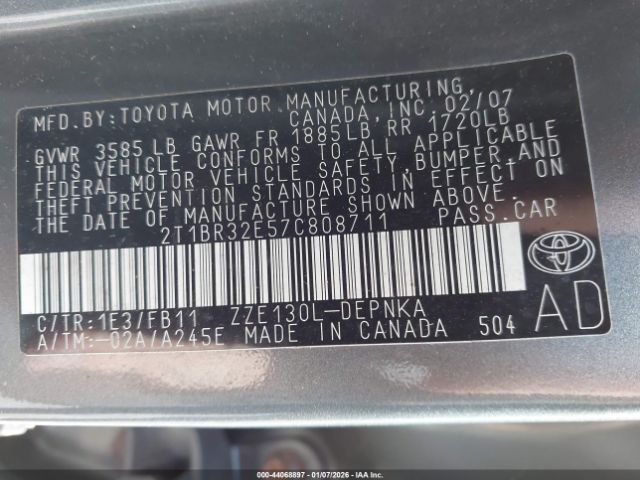 MFD.BY:TOYOTA MOTOR MANUFACTURING,
CANADA, INC. 02/07
GVWR 3585 LB GAWR FR 1885LB RR 1720LB
THIS VEHICLE CONFORMS TO ALL APPLICABLE
FEDERAL MOTOR VEHICLE SAFETY, BUMPER,AND
THEFT PREVENTION STANDARDS IN EFFECT ON
THE DATE OF MANUFACTURE SHOWN ABOVE.
2T1BR32E57C808711 PASS.CAR
C/TR:1E3/FB11 ZZE130L-DEPNKA
A/TM:-02A/A245E MADE IN CANADA 504
AD
© - 44068897 - 01/07/2026 - IAAI